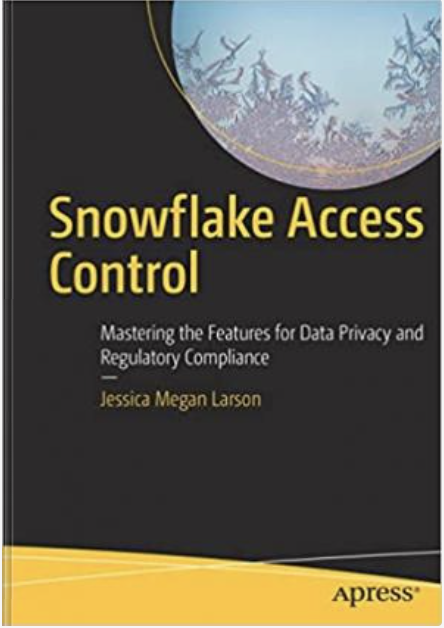 Snowflake Access
Control
Mastering the Features for Data Privacy and
Regulatory Compliance
—
Jessica Megan Larson
Apress®